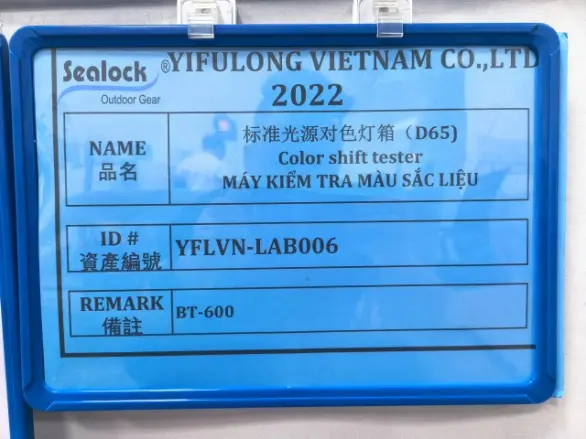 Sealock ®
Outdoor Gear
YIFULONG VIETNAM CO.,LTD
2022
NAME
品名
标准光源对色灯箱（D65)
Color shift tester
MÁY KIỂM TRA MÀU SẮC LIỆU
ID #
資產編號
YFLVN-LAB006
REMARK
備註
BT-600